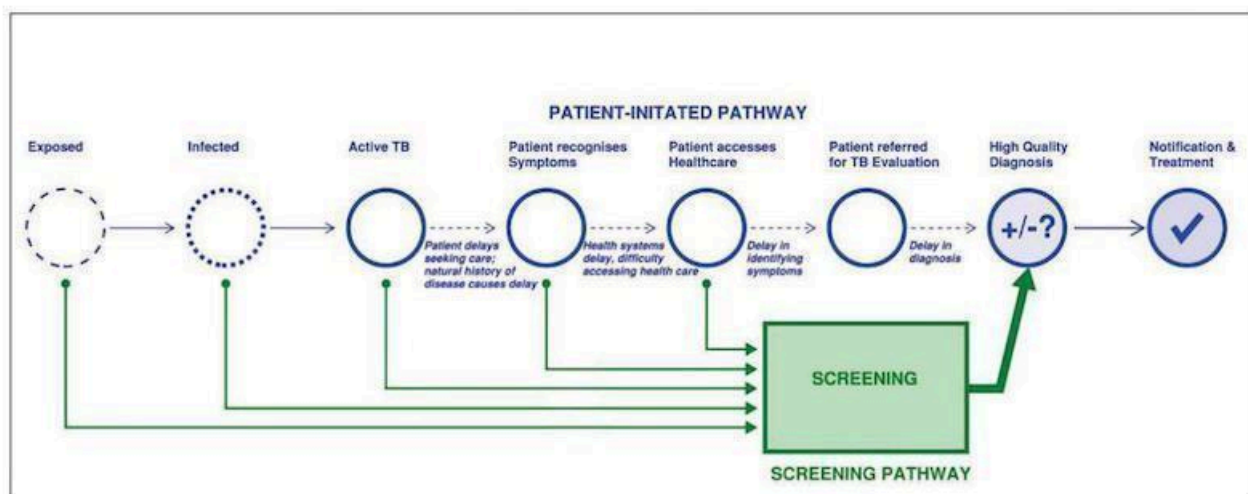 PATIENT-INITATED PATHWAY
Exposed
Infected
Active TB
Patient recognises
Symptoms
Patient accesses
Healthcare
Patient referred
for TB Evaluation
High Quality
Diagnosis
Notification &
Treatment
+/-?
Patient delays
seeking care;
natural history of
disease causes delay
Health systems
delay, difficulty
accessing health care
Delay in
identifying
symptoms
Delay in
diagnosis
SCREENING
SCREENING PATHWAY